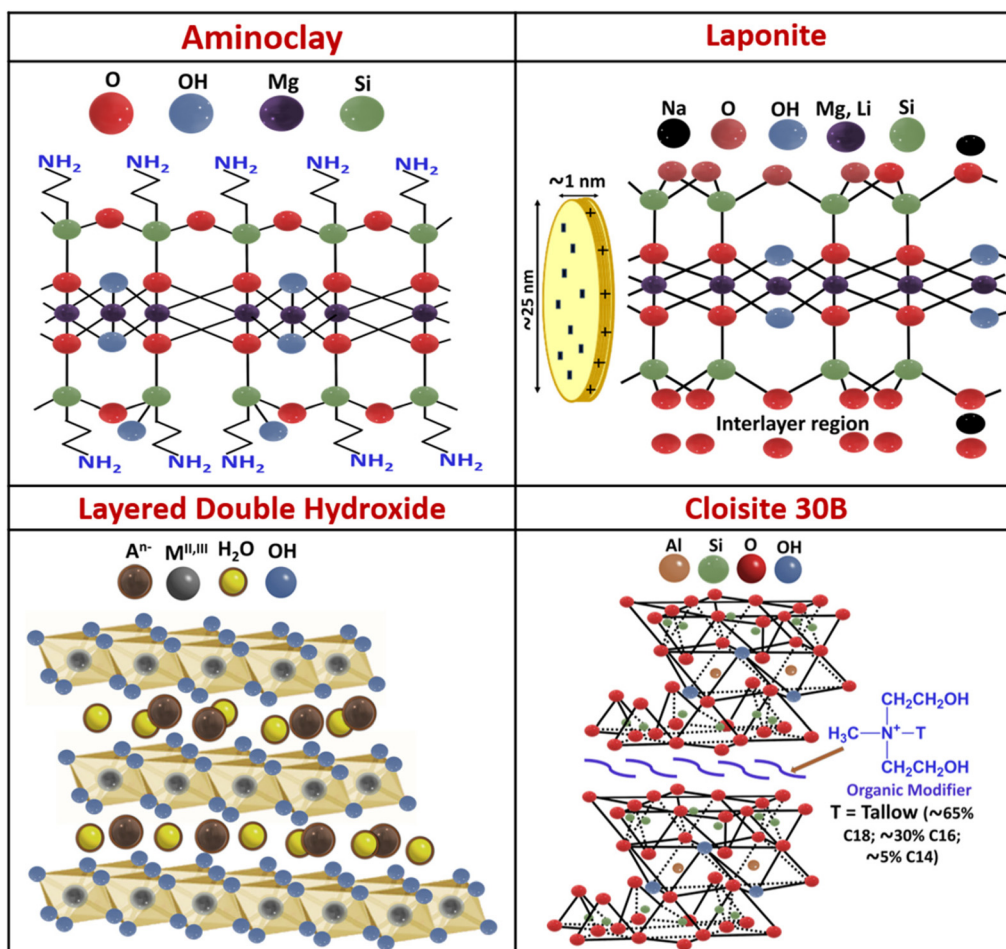 Aminoclay
O OH Mg Si
NH₂ NH₂ NH₂ NH₂ NH₂
NH₂ NH₂ NH₂ NH₂ NH₂
Laponite
Na O OH Mg, Li Si
~1 nm
~25 nm
Interlayer region
Layered Double Hydroxide
Aⁿ⁻ Mᴵᴵ,ᴵᴵᴵ H₂O OH
Cloisite 30B
Al Si O OH
CH₂CH₂OH
H₃C—N⁺—T
CH₂CH₂OH
Organic Modifier
T = Tallow (~65%
C18; ~30% C16;
~5% C14)